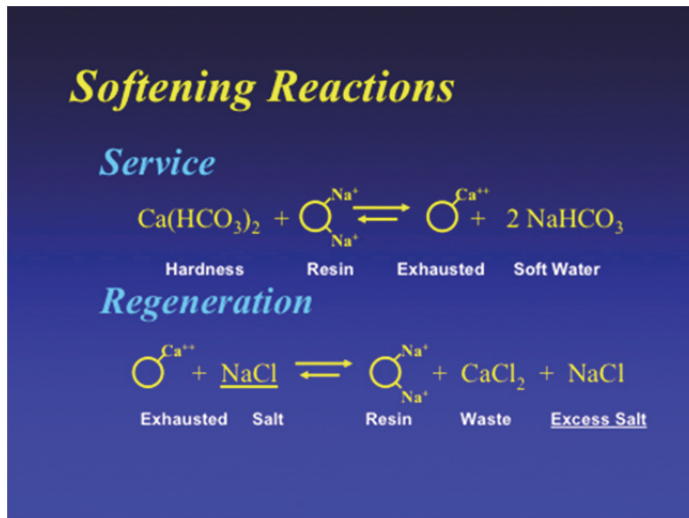 Softening Reactions
Service
Ca(HCO₃)₂ + Na⁺ Na⁺ ⇌ Ca⁺⁺ + 2 NaHCO₃
Hardness Resin Exhausted Soft Water
Regeneration
Ca⁺⁺ + NaCl ⇌ Na⁺ Na⁺ + CaCl₂ + NaCl
Exhausted Salt Resin Waste Excess Salt